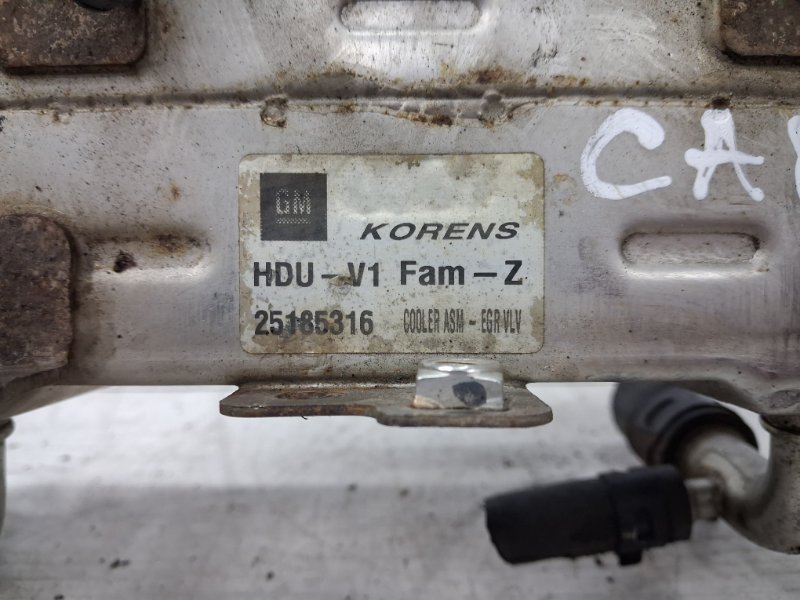 GM
KORENS
HDU-V1 Fam-Z
25185316 COOLER ASM-EGR VLV
CA